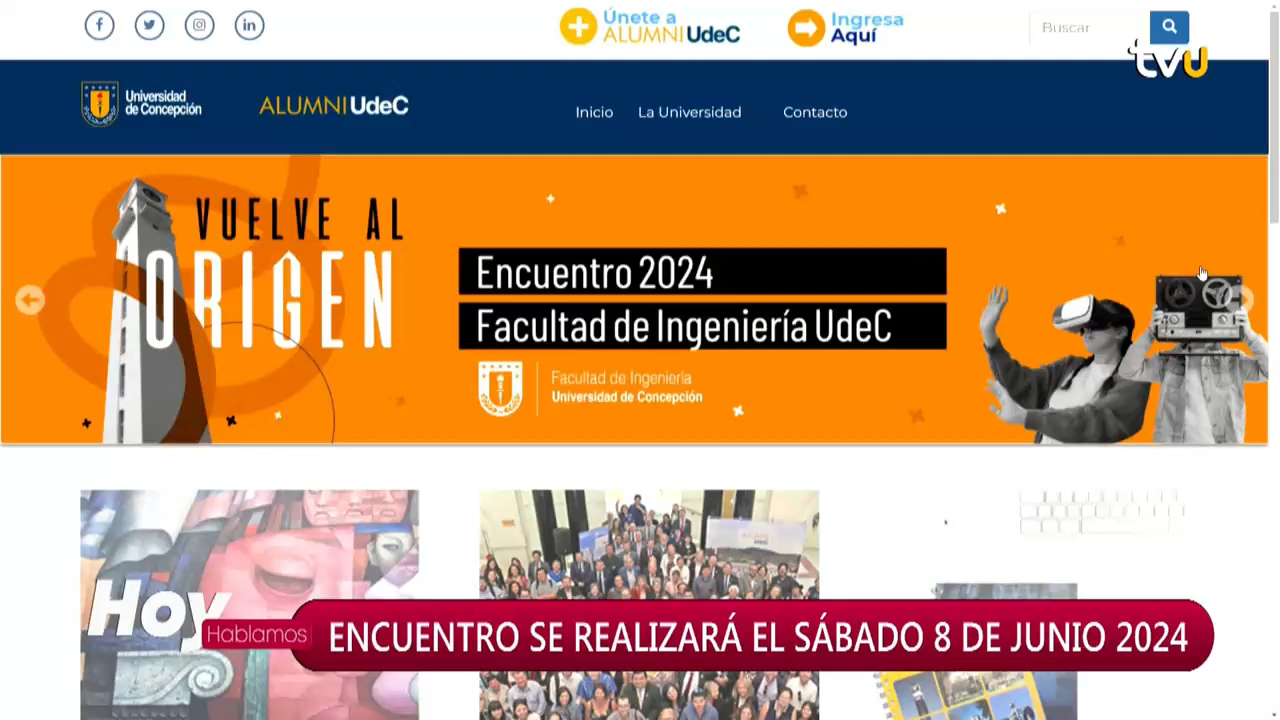 Únete a
ALUMNI UdeC
Ingresa
Aquí
Buscar
tvu
Universidad
de Concepción
ALUMNI UdeC
Inicio
La Universidad
Contacto
VUELVE AL
ORIGEN
Encuentro 2024
Facultad de Ingeniería UdeC
Facultad de Ingeniería
Universidad de Concepción
Hoy
Hablamos
ENCUENTRO SE REALIZARÁ EL SÁBADO 8 DE JUNIO 2024